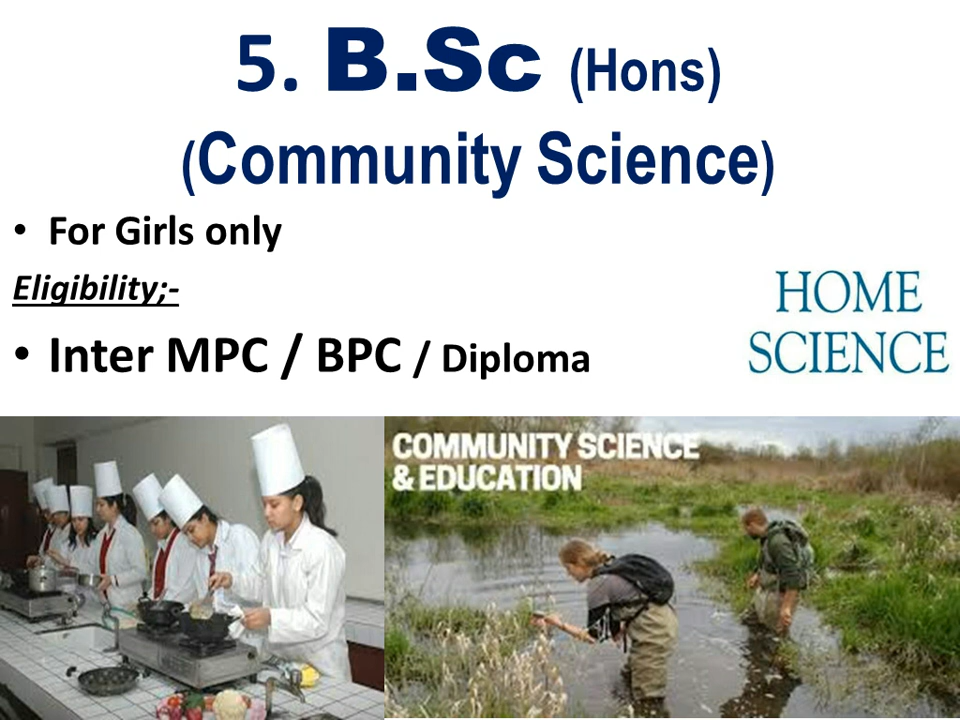 5. B.Sc (Hons)
(Community Science)
• For Girls only
Eligibility;-
• Inter MPC / BPC / Diploma
HOME
SCIENCE
COMMUNITY SCIENCE
& EDUCATION